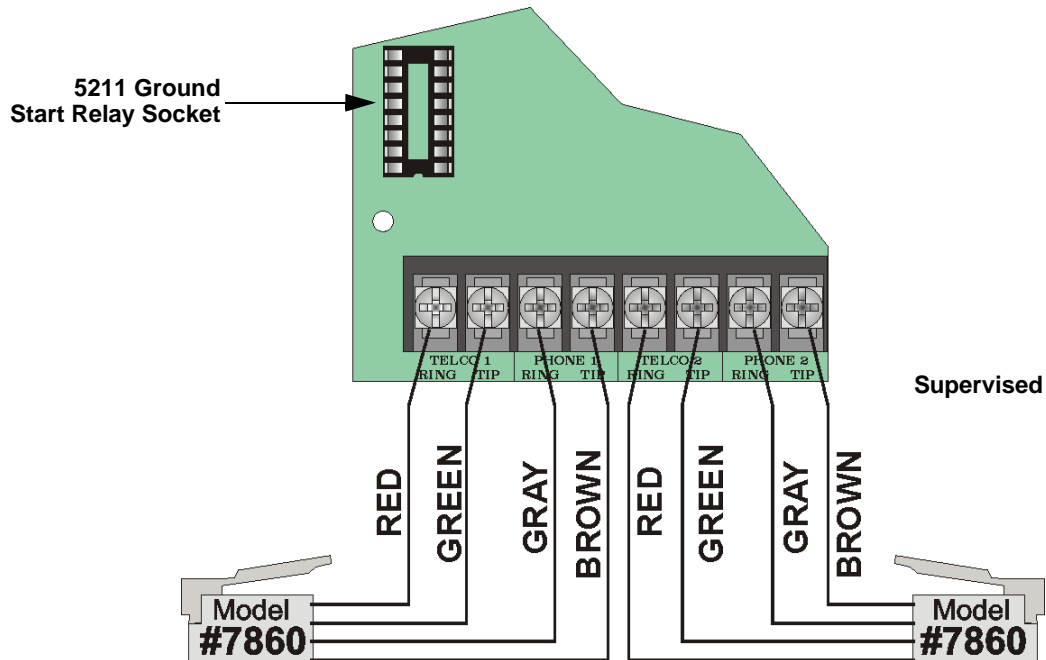 5211 Ground
Start Relay Socket
TELCO 1 PHONE 1 TELCO 2 PHONE 2
RING TIP RING TIP RING TIP RING TIP
Supervised
RED GREEN GRAY BROWN RED GREEN GRAY BROWN
Model
#7860
Model
#7860